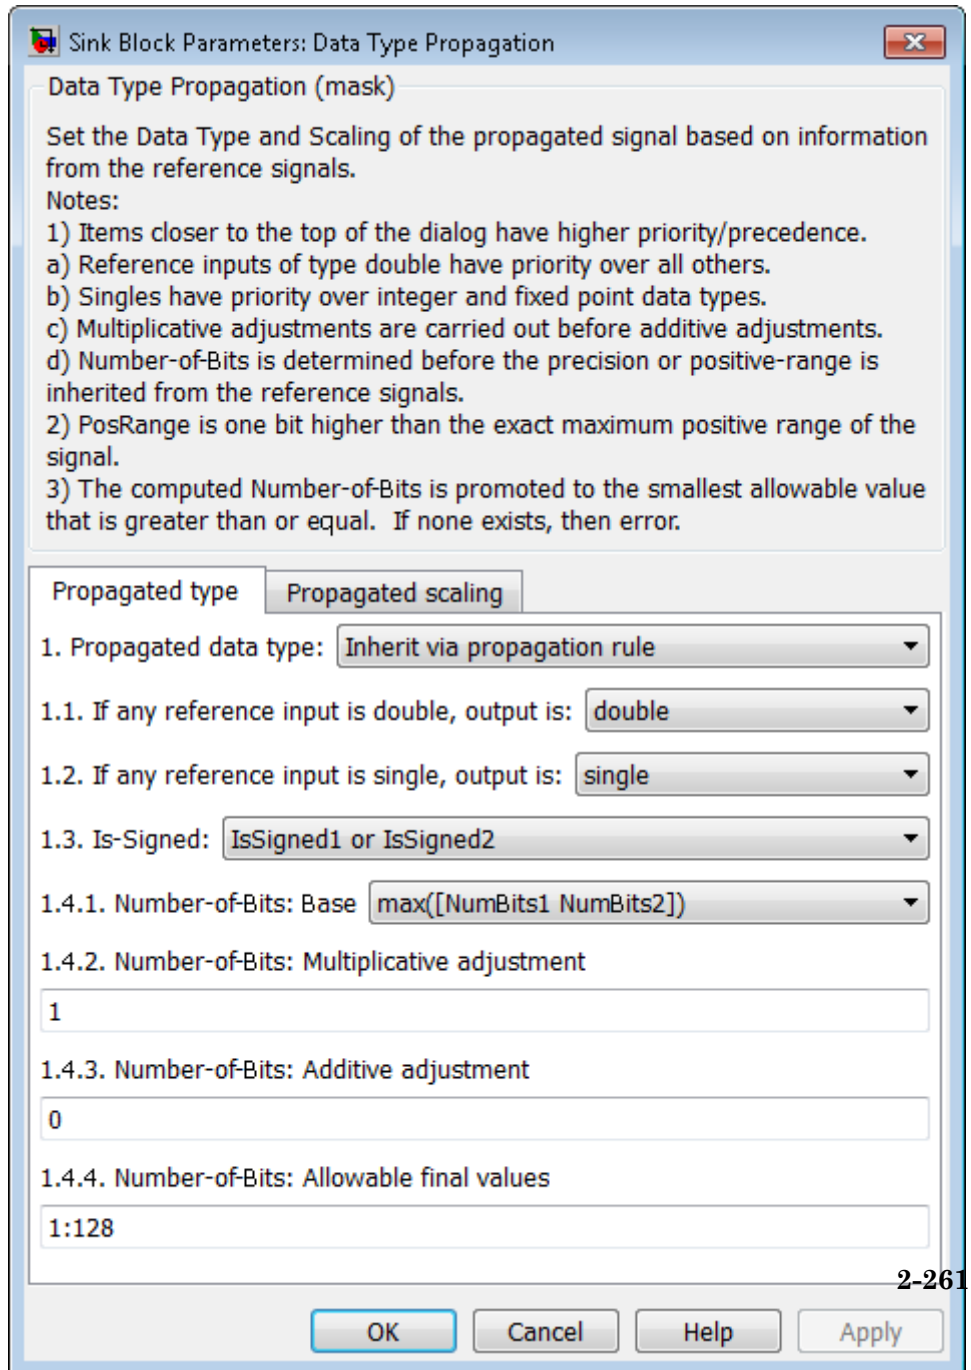 Sink Block Parameters: Data Type Propagation
Data Type Propagation (mask)
Set the Data Type and Scaling of the propagated signal based on information
from the reference signals.
Notes:
1) Items closer to the top of the dialog have higher priority/precedence.
a) Reference inputs of type double have priority over all others.
b) Singles have priority over integer and fixed point data types.
c) Multiplicative adjustments are carried out before additive adjustments.
d) Number-of-Bits is determined before the precision or positive-range is
inherited from the reference signals.
2) PosRange is one bit higher than the exact maximum positive range of the
signal.
3) The computed Number-of-Bits is promoted to the smallest allowable value
that is greater than or equal.  If none exists, then error.
Propagated type Propagated scaling
1. Propagated data type: Inherit via propagation rule
1.1. If any reference input is double, output is: double
1.2. If any reference input is single, output is: single
1.3. Is-Signed: IsSigned1 or IsSigned2
1.4.1. Number-of-Bits: Base max([NumBits1 NumBits2])
1.4.2. Number-of-Bits: Multiplicative adjustment
1
1.4.3. Number-of-Bits: Additive adjustment
0
1.4.4. Number-of-Bits: Allowable final values
1:128
2-261
OK Cancel Help Apply